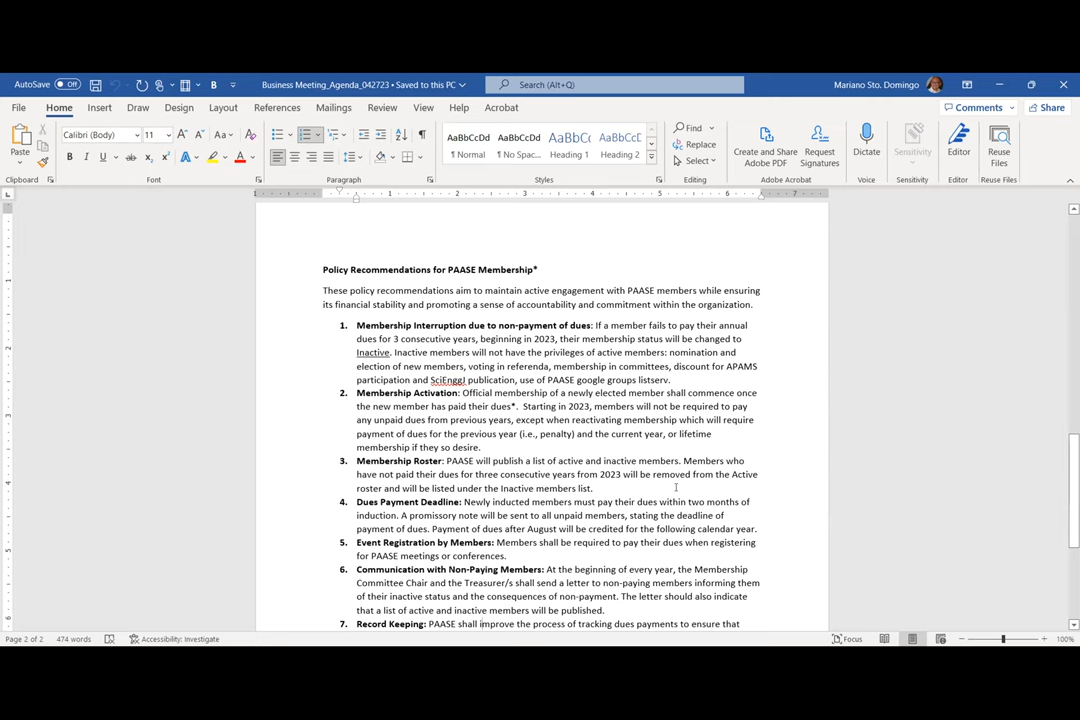 AutoSave Off Business Meeting_Agenda_042723 • Saved to this PC Search (Alt+Q) Mariano Sto. Domingo
File Home Insert Draw Design Layout References Mailings Review View Help Acrobat Comments Share
Paste Calibri (Body) 11 AaBbCcDd AaBbCcDd AaBbCc AaBbCcD Find Replace Select
¶ Normal ¶ No Spac... Heading 1 Heading 2
Create and Share Adobe PDF Request Signatures Dictate Sensitivity Editor Reuse Files
Clipboard Font Paragraph Styles Editing Adobe Acrobat Voice Sensitivity Editor Reuse Files
1 1 2 3 4 5 6 7
Policy Recommendations for PAASE Membership*
These policy recommendations aim to maintain active engagement with PAASE members while ensuring
its financial stability and promoting a sense of accountability and commitment within the organization.
1. Membership Interruption due to non-payment of dues: If a member fails to pay their annual
dues for 3 consecutive years, beginning in 2023, their membership status will be changed to
Inactive. Inactive members will not have the privileges of active members: nomination and
election of new members, voting in referenda, membership in committees, discount for APAMS
participation and SciEnggJ publication, use of PAASE google groups listserv.
2. Membership Activation: Official membership of a newly elected member shall commence once
the new member has paid their dues*. Starting in 2023, members will not be required to pay
any unpaid dues from previous years, except when reactivating membership which will require
payment of dues for the previous year (i.e., penalty) and the current year, or lifetime
membership if they so desire.
3. Membership Roster: PAASE will publish a list of active and inactive members. Members who
have not paid their dues for three consecutive years from 2023 will be removed from the Active
roster and will be listed under the Inactive members list.
4. Dues Payment Deadline: Newly inducted members must pay their dues within two months of
induction. A promissory note will be sent to all unpaid members, stating the deadline of
payment of dues. Payment of dues after August will be credited for the following calendar year.
5. Event Registration by Members: Members shall be required to pay their dues when registering
for PAASE meetings or conferences.
6. Communication with Non-Paying Members: At the beginning of every year, the Membership
Committee Chair and the Treasurer/s shall send a letter to non-paying members informing them
of their inactive status and the consequences of non-payment. The letter should also indicate
that a list of active and inactive members will be published.
7. Record Keeping: PAASE shall improve the process of tracking dues payments to ensure that
Page 2 of 2 474 words Accessibility: Investigate Focus 100%